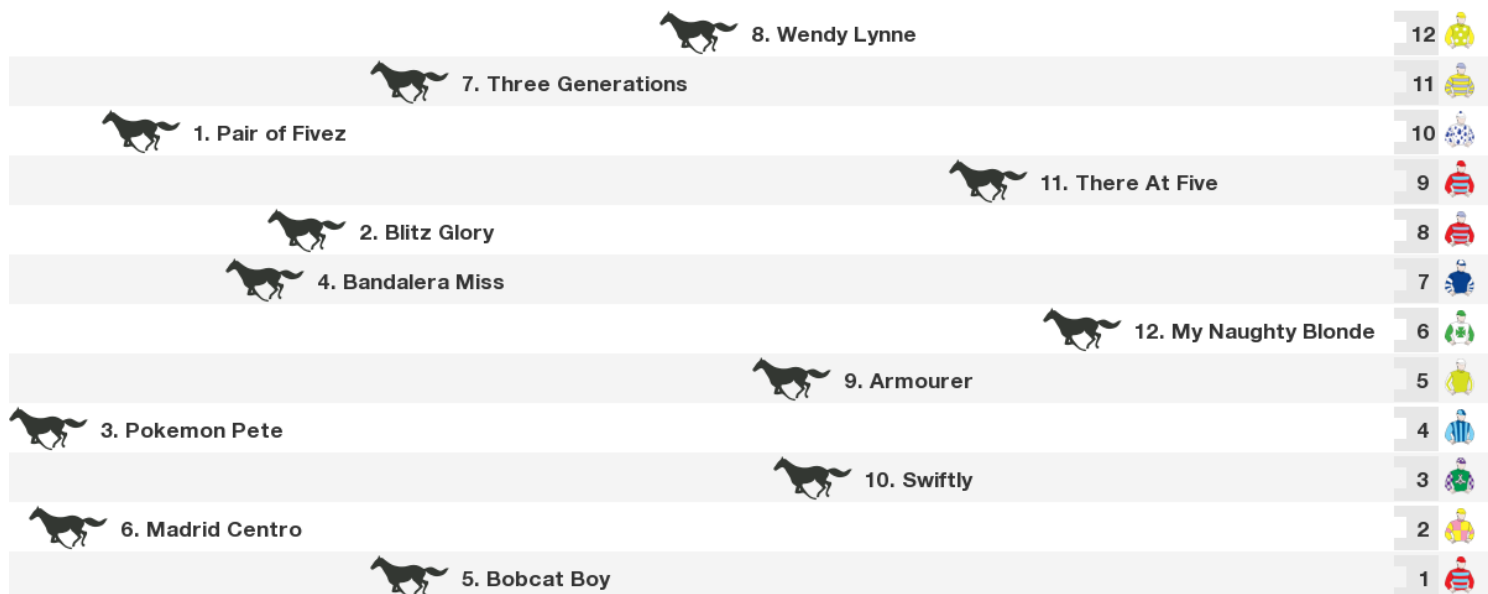 8. Wendy Lynne 12
7. Three Generations 11
1. Pair of Fivez 10
11. There At Five 9
2. Blitz Glory 8
4. Bandalera Miss 7
12. My Naughty Blonde 6
9. Armourer 5
3. Pokemon Pete 4
10. Swiftly 3
6. Madrid Centro 2
5. Bobcat Boy 1